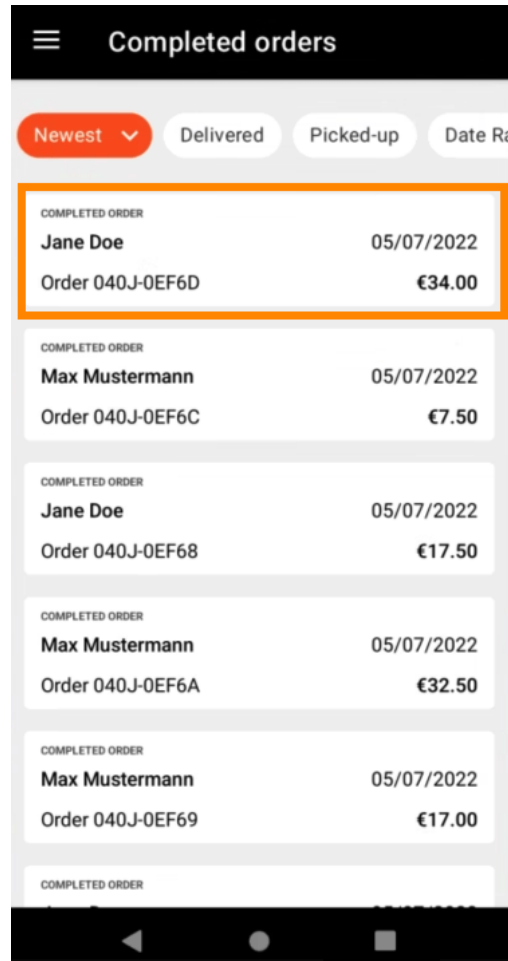 Completed orders
Newest Delivered Picked-up Date Ra
COMPLETED ORDER
Jane Doe 05/07/2022
Order 040J-0EF6D €34.00
COMPLETED ORDER
Max Mustermann 05/07/2022
Order 040J-0EF6C €7.50
COMPLETED ORDER
Jane Doe 05/07/2022
Order 040J-0EF68 €17.50
COMPLETED ORDER
Max Mustermann 05/07/2022
Order 040J-0EF6A €32.50
COMPLETED ORDER
Max Mustermann 05/07/2022
Order 040J-0EF69 €17.00
COMPLETED ORDER